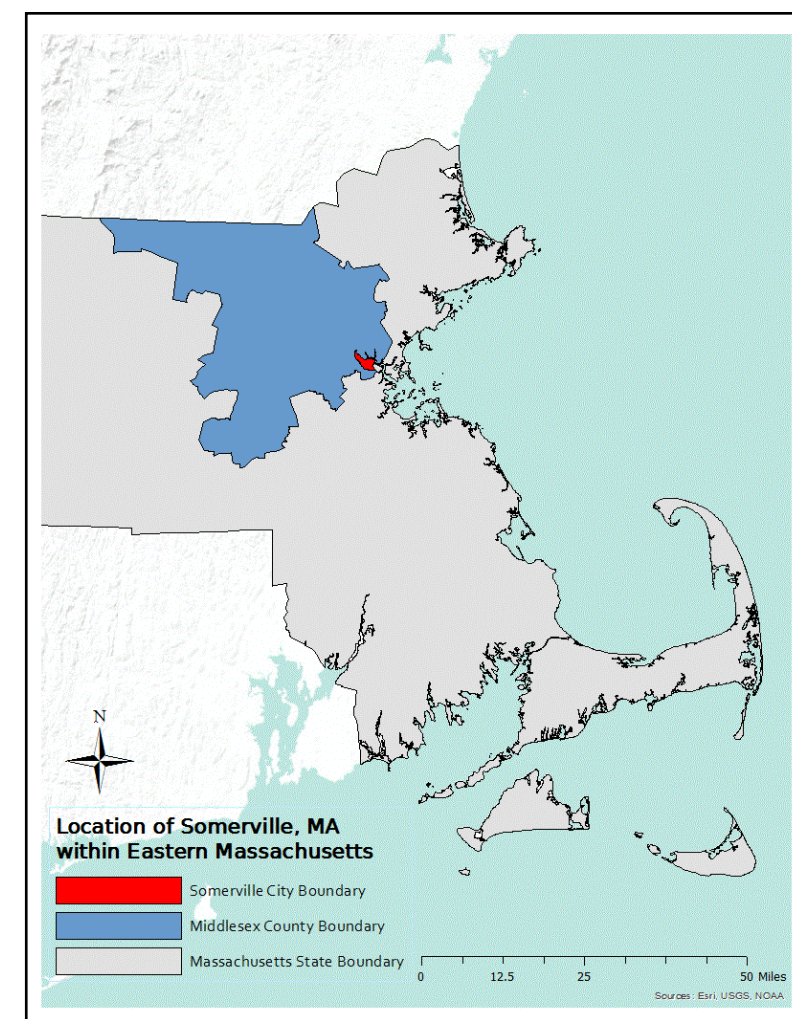 N
Location of Somerville, MA
within Eastern Massachusetts
Somerville City Boundary
Middlesex County Boundary
Massachusetts State Boundary
0 12.5 25 50 Miles
Sources: Esri, USGS, NOAA